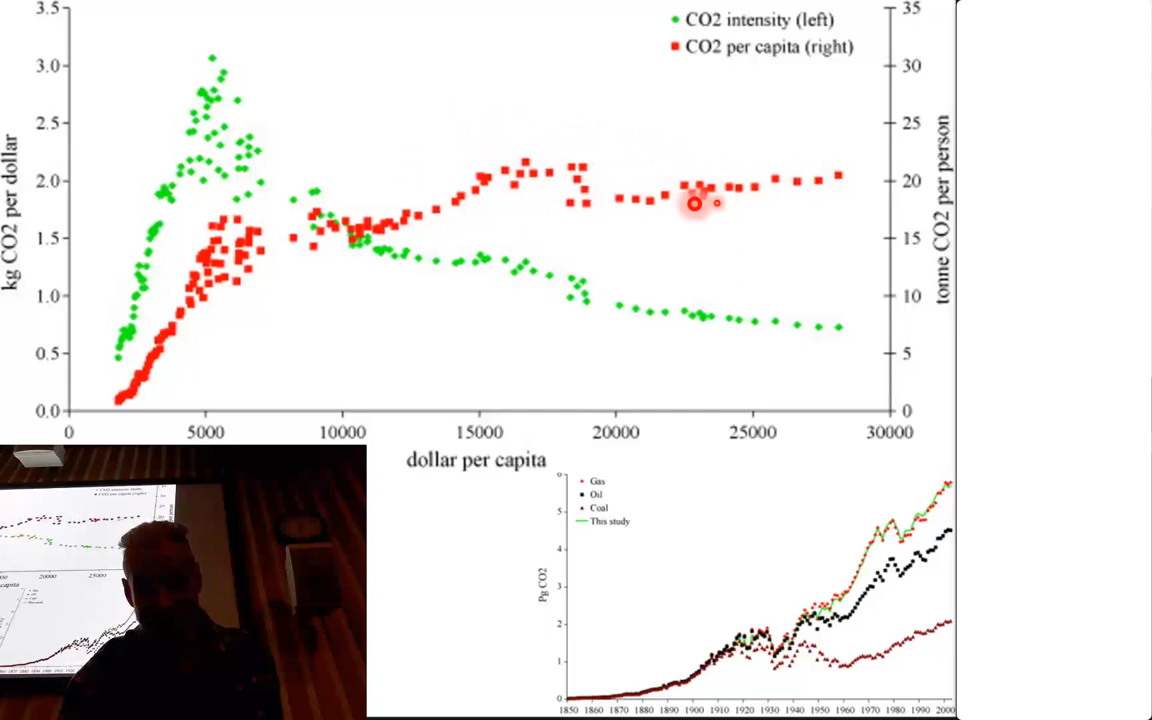 3.5
3.0
2.5
2.0
1.5
1.0
0.5
0.0
kg CO2 per dollar
CO2 intensity (left)
CO2 per capita (right)
35
30
25
20
15
10
5
0
tonne CO2 per person
0 5000 10000 15000 20000 25000 30000
dollar per capita
20000 25000
6
5
4
3
2
1
0
Pg CO2
Gas
Oil
Coal
This study
1850 1860 1870 1880 1890 1900 1910 1920 1930 1940 1950 1960 1970 1980 1990 2000